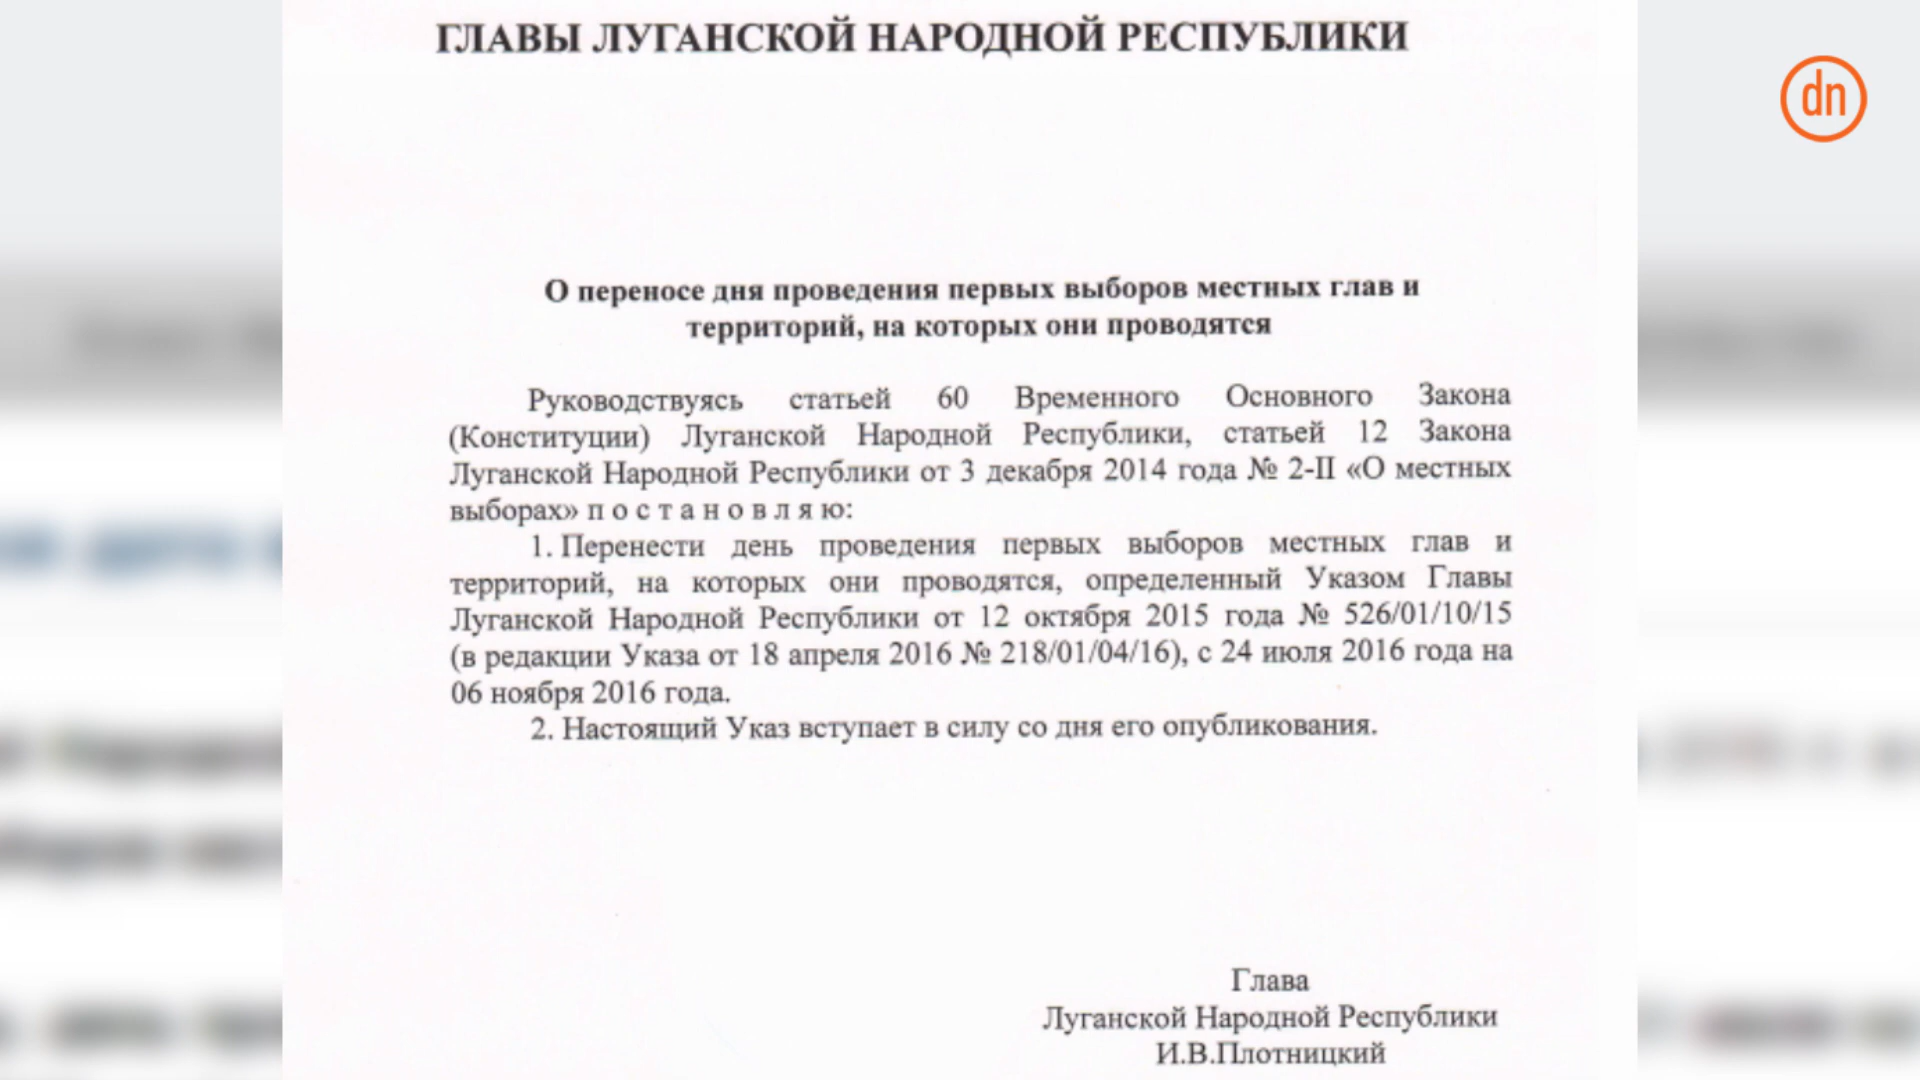 ГЛАВЫ ЛУГАНСКОЙ НАРОДНОЙ РЕСПУБЛИКИ
dn
О переносе дня проведения первых выборов местных глав и
территорий, на которых они проводятся
Руководствуясь статьей 60 Временного Основного Закона
(Конституции) Луганской Народной Республики, статьей 12 Закона
Луганской Народной Республики от 3 декабря 2014 года № 2-II «О местных
выборах» п о с т а н о в л я ю:
1. Перенести день проведения первых выборов местных глав и
территорий, на которых они проводятся, определенный Указом Главы
Луганской Народной Республики от 12 октября 2015 года № 526/01/10/15
(в редакции Указа от 18 апреля 2016 № 218/01/04/16), с 24 июля 2016 года на
06 ноября 2016 года.
2. Настоящий Указ вступает в силу со дня его опубликования.
Глава
Луганской Народной Республики
И.В.Плотницкий